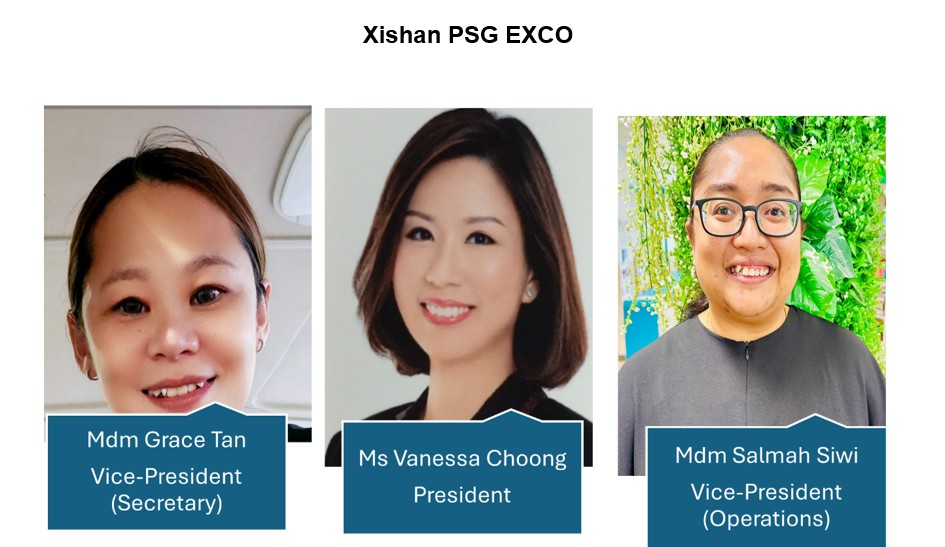 Xishan PSG EXCO
Mdm Grace Tan
Vice-President
(Secretary)
Ms Vanessa Choong
President
Mdm Salmah Siwi
Vice-President
(Operations)